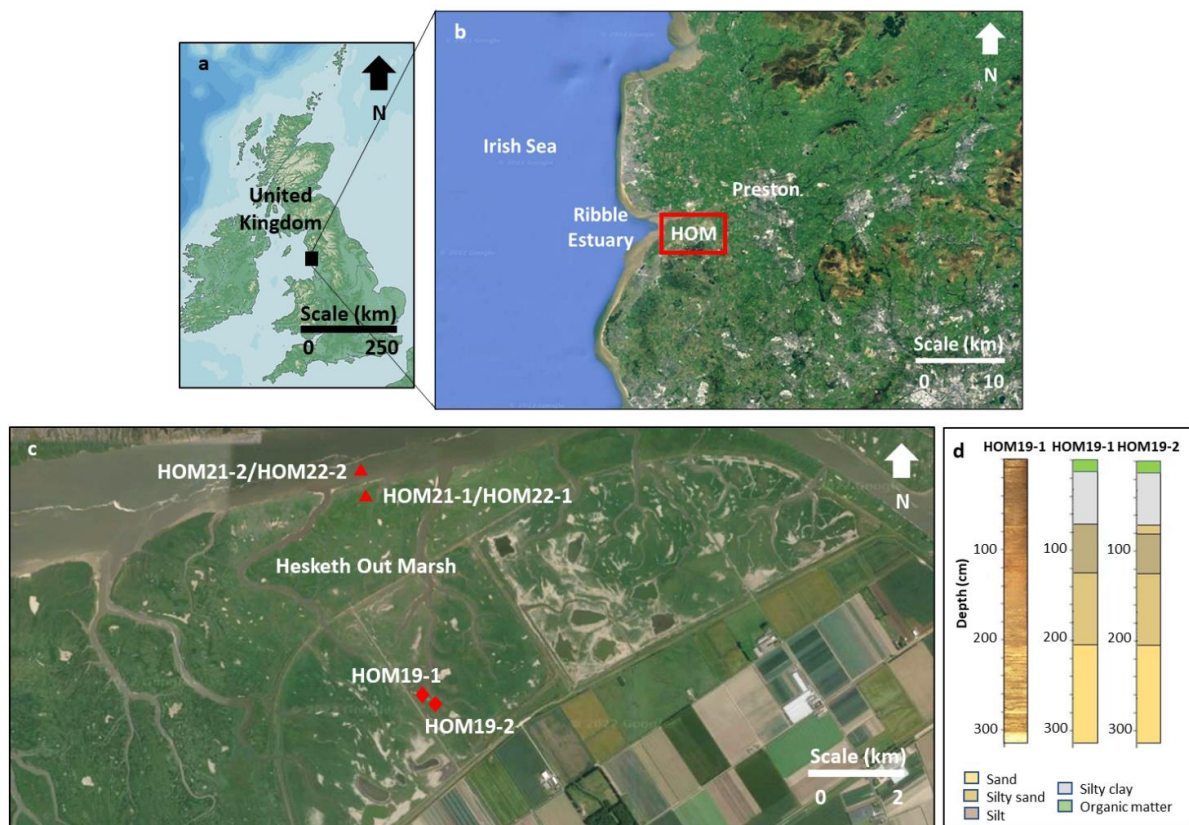 a
N
United
Kingdom
Scale (km)
0 250
b
N
Irish Sea
Preston
Ribble
Estuary
HOM
Scale (km)
0 10
c
HOM21-2/HOM22-2
HOM21-1/HOM22-1
N
Hesketh Out Marsh
HOM19-1
HOM19-2
Scale (km)
0 2
d
HOM19-1 HOM19-1 HOM19-2
Depth (cm)
100 100 100
200 200 200
300 300 300
Sand
Silty sand
Silt
Silty clay
Organic matter